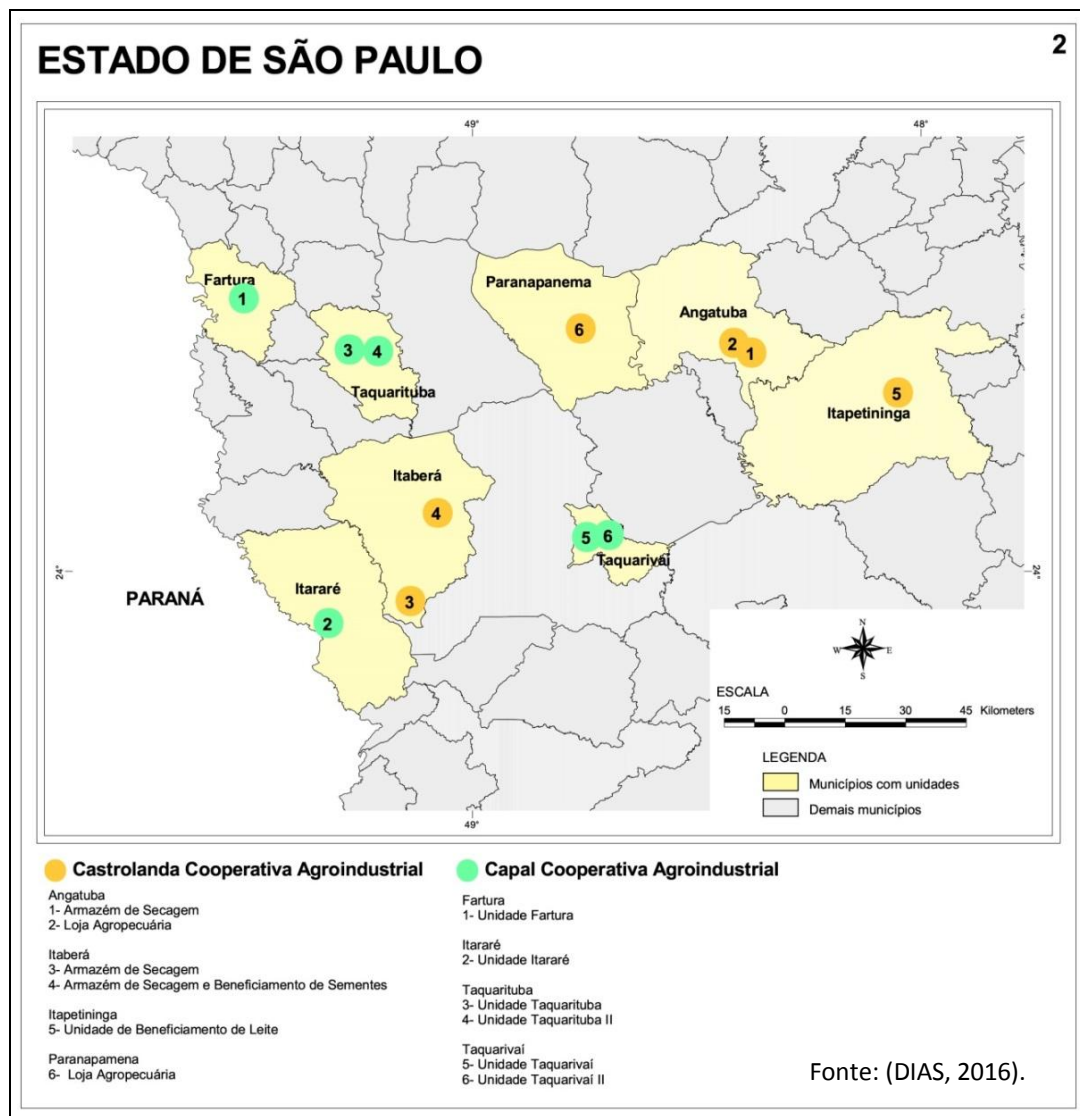 ESTADO DE SÃO PAULO
2
49°
48°
Fartura
1
Paranapanema
6
Angatuba
2
1
3
4
Taquarituba
5
Itapetininga
Itaberá
4
5
6
Taquarivaí
24°
24°
PARANÁ
Itararé
2
3
N
W
E
S
ESCALA
15 0 15 30 45 Kilometers
LEGENDA
Municípios com unidades
Demais municípios
49°
Castrolanda Cooperativa Agroindustrial
Angatuba
1- Armazém de Secagem
2- Loja Agropecuária
Itaberá
3- Armazém de Secagem
4- Armazém de Secagem e Beneficiamento de Sementes
Itapetininga
5- Unidade de Beneficiamento de Leite
Paranapamena
6- Loja Agropecuária
Capal Cooperativa Agroindustrial
Fartura
1- Unidade Fartura
Itararé
2- Unidade Itararé
Taquarituba
3- Unidade Taquarituba
4- Unidade Taquarituba II
Taquarivaí
5- Unidade Taquarivaí
6- Unidade Taquarivaí II
Fonte: (DIAS, 2016).